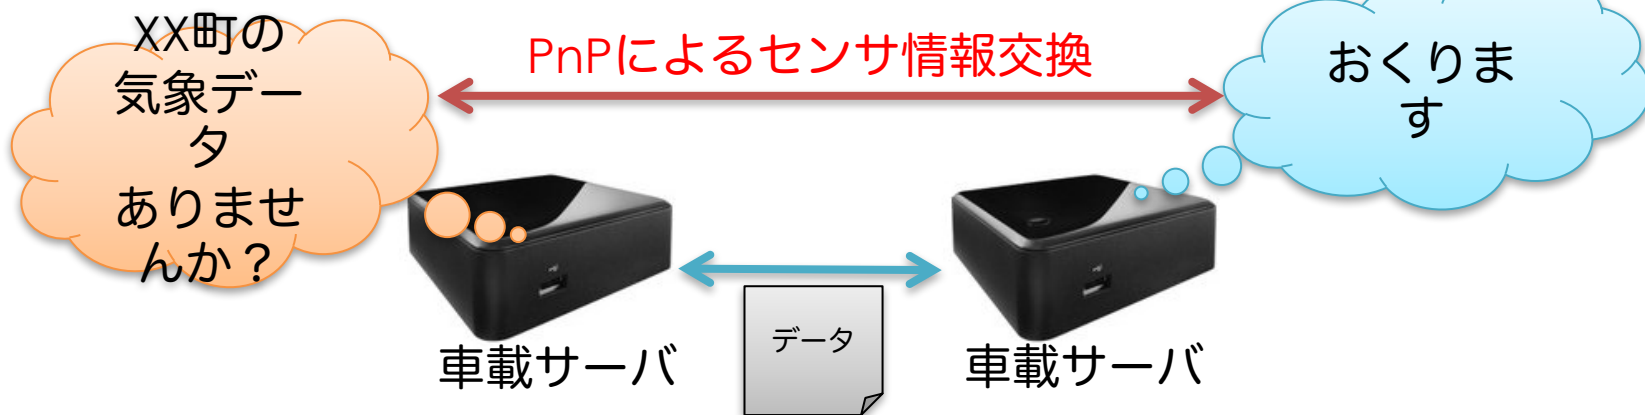 XX町の
気象デー
タ
ありませ
んか？
PnPによるセンサ情報交換
おくりま
す
車載サーバ
データ
車載サーバ